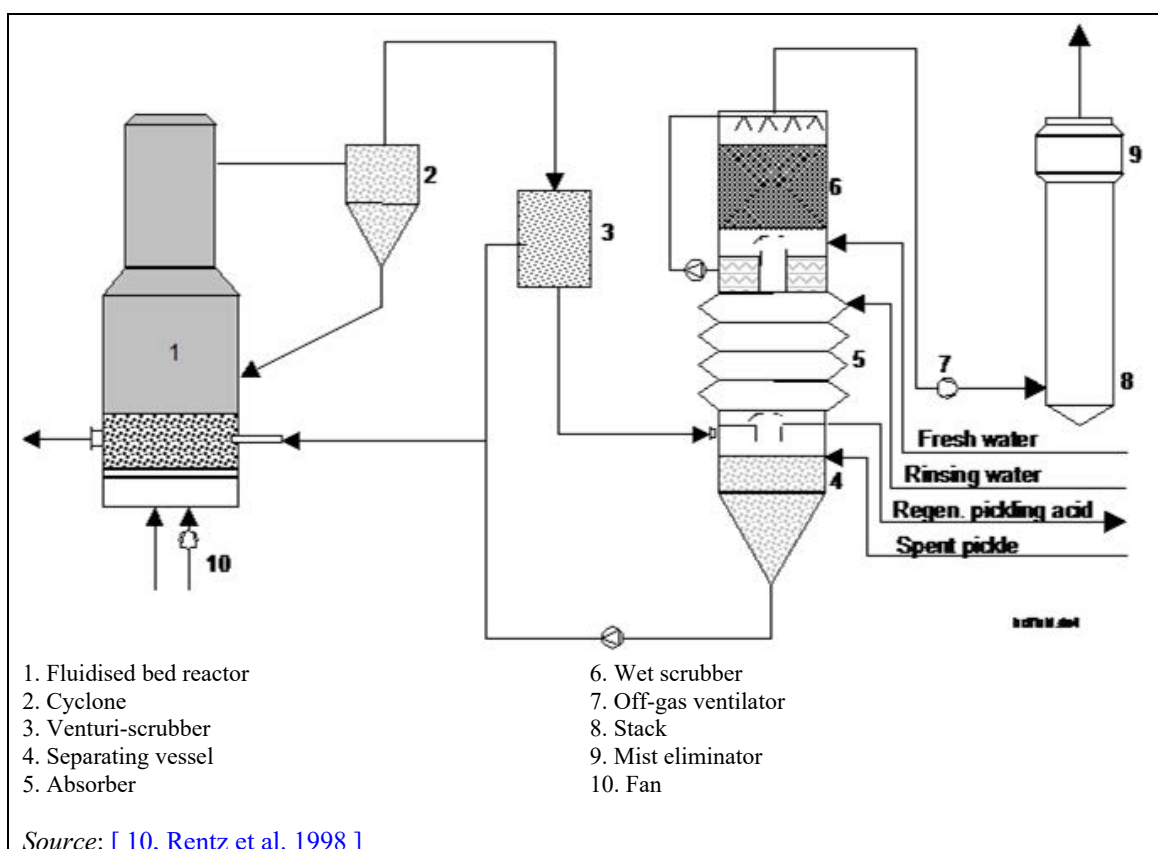 1
2
3
6
9
5
7
8
4
10
Fresh water
Rinsing water
Regen. pickling acid
Spent pickle
1. Fluidised bed reactor
2. Cyclone
3. Venturi-scrubber
4. Separating vessel
5. Absorber
6. Wet scrubber
7. Off-gas ventilator
8. Stack
9. Mist eliminator
10. Fan
Source: [ 10, Rentz et al. 1998 ]